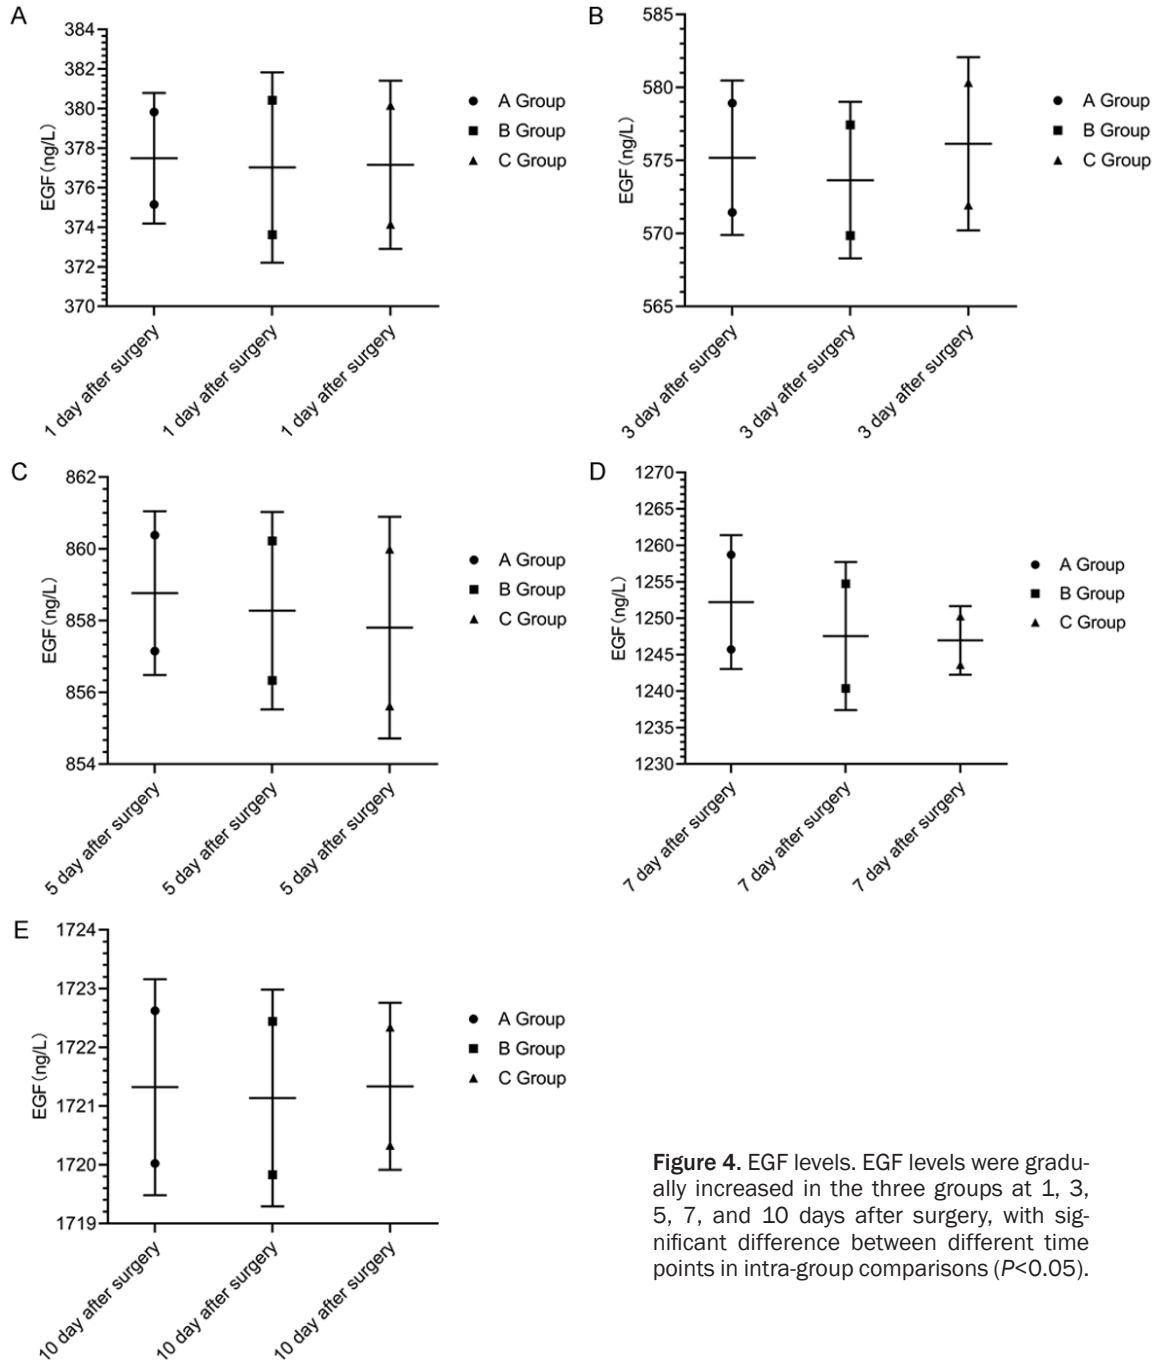 A
384
382
380
378
376
374
372
370
EGF(ng/L)
1 day after surgery
1 day after surgery
1 day after surgery
A Group
B Group
C Group
B
585
580
575
570
565
EGF(ng/L)
3 day after surgery
3 day after surgery
3 day after surgery
A Group
B Group
C Group
C
862
860
858
856
854
EGF(ng/L)
5 day after surgery
5 day after surgery
5 day after surgery
A Group
B Group
C Group
D
1270
1265
1260
1255
1250
1245
1240
1235
1230
EGF(ng/L)
7 day after surgery
7 day after surgery
7 day after surgery
A Group
B Group
C Group
E
1724
1723
1722
1721
1720
1719
EGF(ng/L)
10 day after surgery
10 day after surgery
10 day after surgery
A Group
B Group
C Group
Figure 4. EGF levels. EGF levels were gradu-
ally increased in the three groups at 1, 3,
5, 7, and 10 days after surgery, with sig-
nificant difference between different time
points in intra-group comparisons (P<0.05).